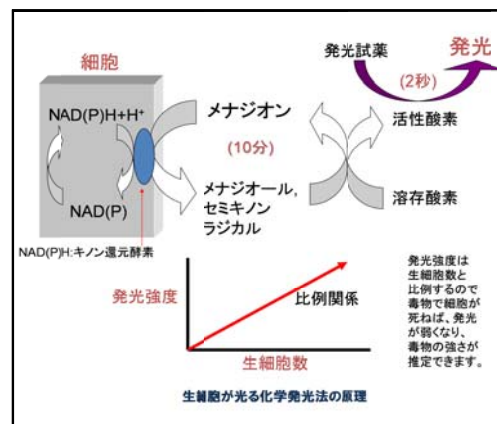 細胞
NAD(P)H+H⁺
NAD(P)
NAD(P)H:キノン還元酵素
メナジオン
(10分)
メナジオール,
セミキノン
ラジカル
発光試薬
発光
(2秒)
活性酸素
溶存酸素
発光強度
比例関係
生細胞数
発光強度は
生細胞数と
比例するので
毒物で細胞が
死ねば、発光
が弱くなり、
毒物の強さが
推定できます。
生細胞が光る化学発光法の原理